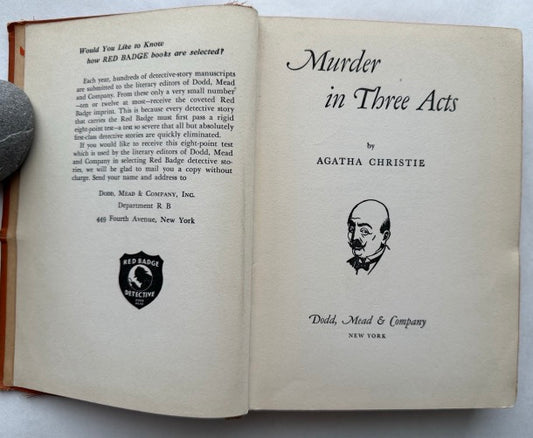 Would You Like to Know
how RED BADGE books are selected?
Each year, hundreds of detective-story manuscripts
are submitted to the literary editors of Dodd, Mead
and Company. From these only a very small number
—ten or twelve at most—receive the coveted Red
Badge imprint. This is because every detective story
that carries the Red Badge must first pass a rigid
eight-point test—a test so severe that all but absolutely
first-class detective stories are quickly eliminated.
If you would like to receive this eight-point test
which is used by the literary editors of Dodd, Mead
and Company in selecting Red Badge detective sto-
ries, we will be glad to mail you a copy without
charge. Send your name and address to
Dodd, Mead & Company, Inc.
Department R B
449 Fourth Avenue, New York
RED BADGE
DETECTIVE
Murder
in Three Acts
by
AGATHA CHRISTIE
Dodd, Mead & Company
NEW YORK